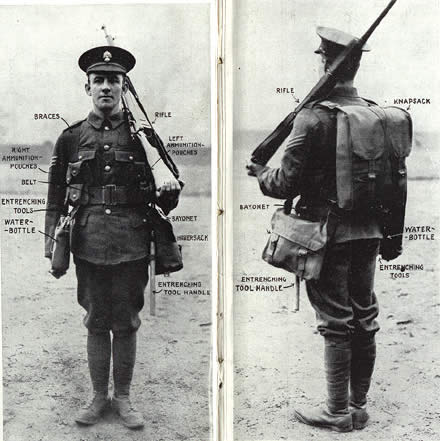 BRACES
RIFLE
LEFT
AMMUNITION-
POUCHES
RIGHT
AMMUNITION-
POUCHES
BELT
ENTRENCHING
TOOLS
WATER-
BOTTLE
BAYONET
HAVERSACK
ENTRENCHING
TOOL HANDLE
RIFLE
KNAPSACK
BAYONET
WATER-
BOTTLE
ENTRENCHING
TOOLS
ENTRENCHING
TOOL HANDLE